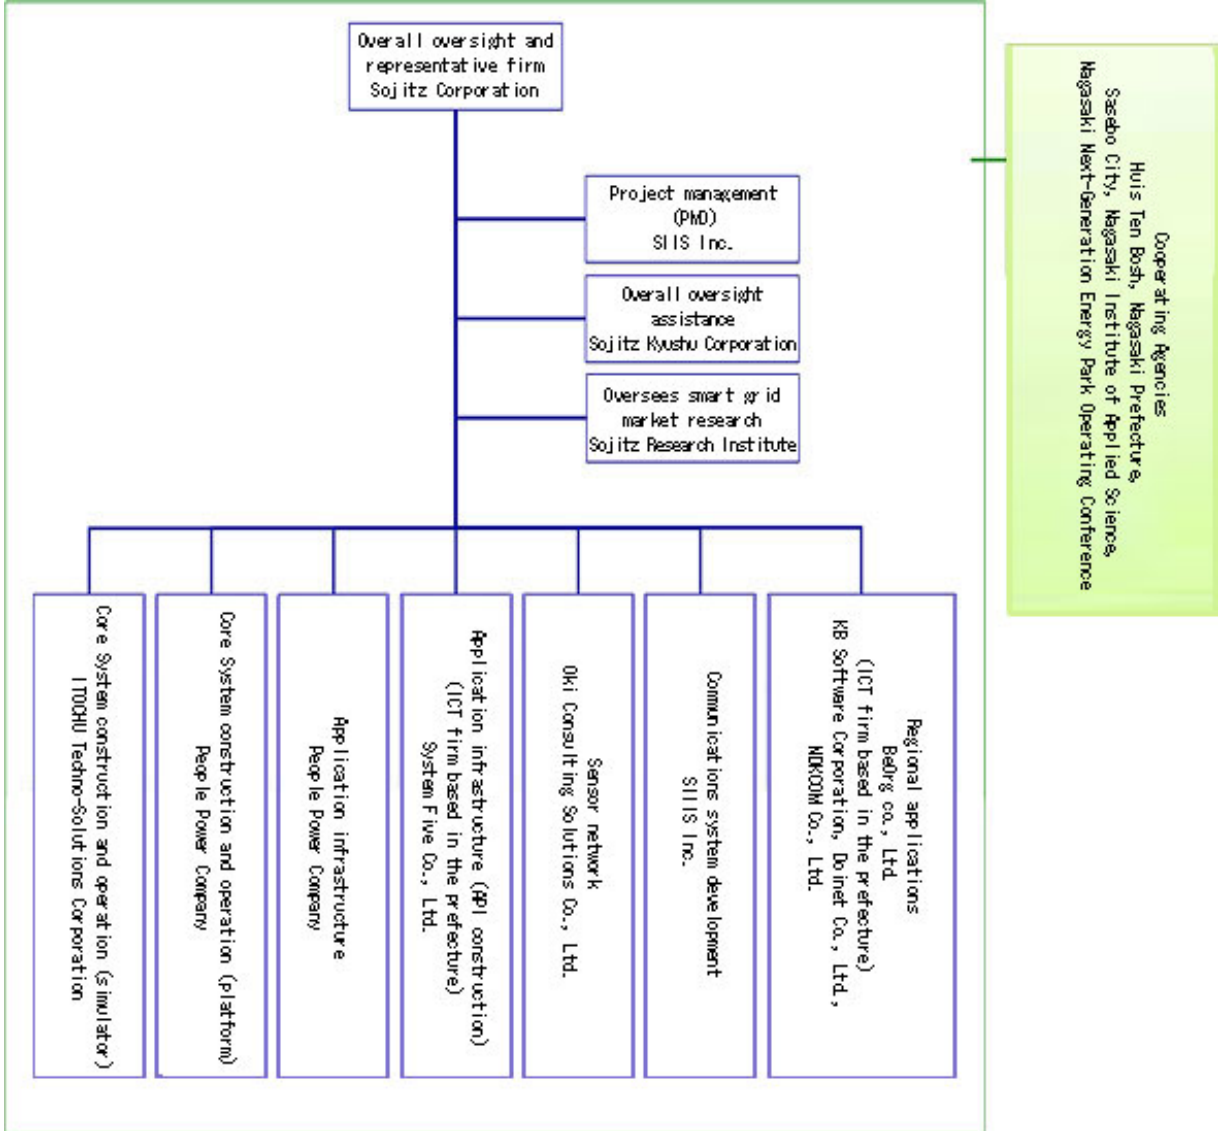 Overall oversight and
representative firm
Sojitz Corporation
Project management
(PMO)
SIIS Inc.
Overall oversight
assistance
Sojitz Kyushu Corporation
Oversees smart grid
market research
Sojitz Research Institute
Core System construction and operation (simulator)
ITOCHU Techno-Solutions Corporation
Core System construction and operation (platform)
People Power Company
Application infrastructure
People Power Company
Application infrastructure (API construction)
(ICT firm based in the prefecture)
System Five Co., Ltd.
Sensor network
Oki Consulting Solutions Co., Ltd.
Communications system development
SIIIS Inc.
Regional applications
BeOrg co., Ltd.
(ICT firm based in the prefecture)
KB Software Corporation, Doinet Co., Ltd.,
NDKCOM Co., Ltd.
Cooperating Agencies
Huis Ten Bosh, Nagasaki Prefecture,
Sasebo City, Nagasaki Institute of Applied Science,
Nagasaki Next-Generation Energy Park Operating Conference